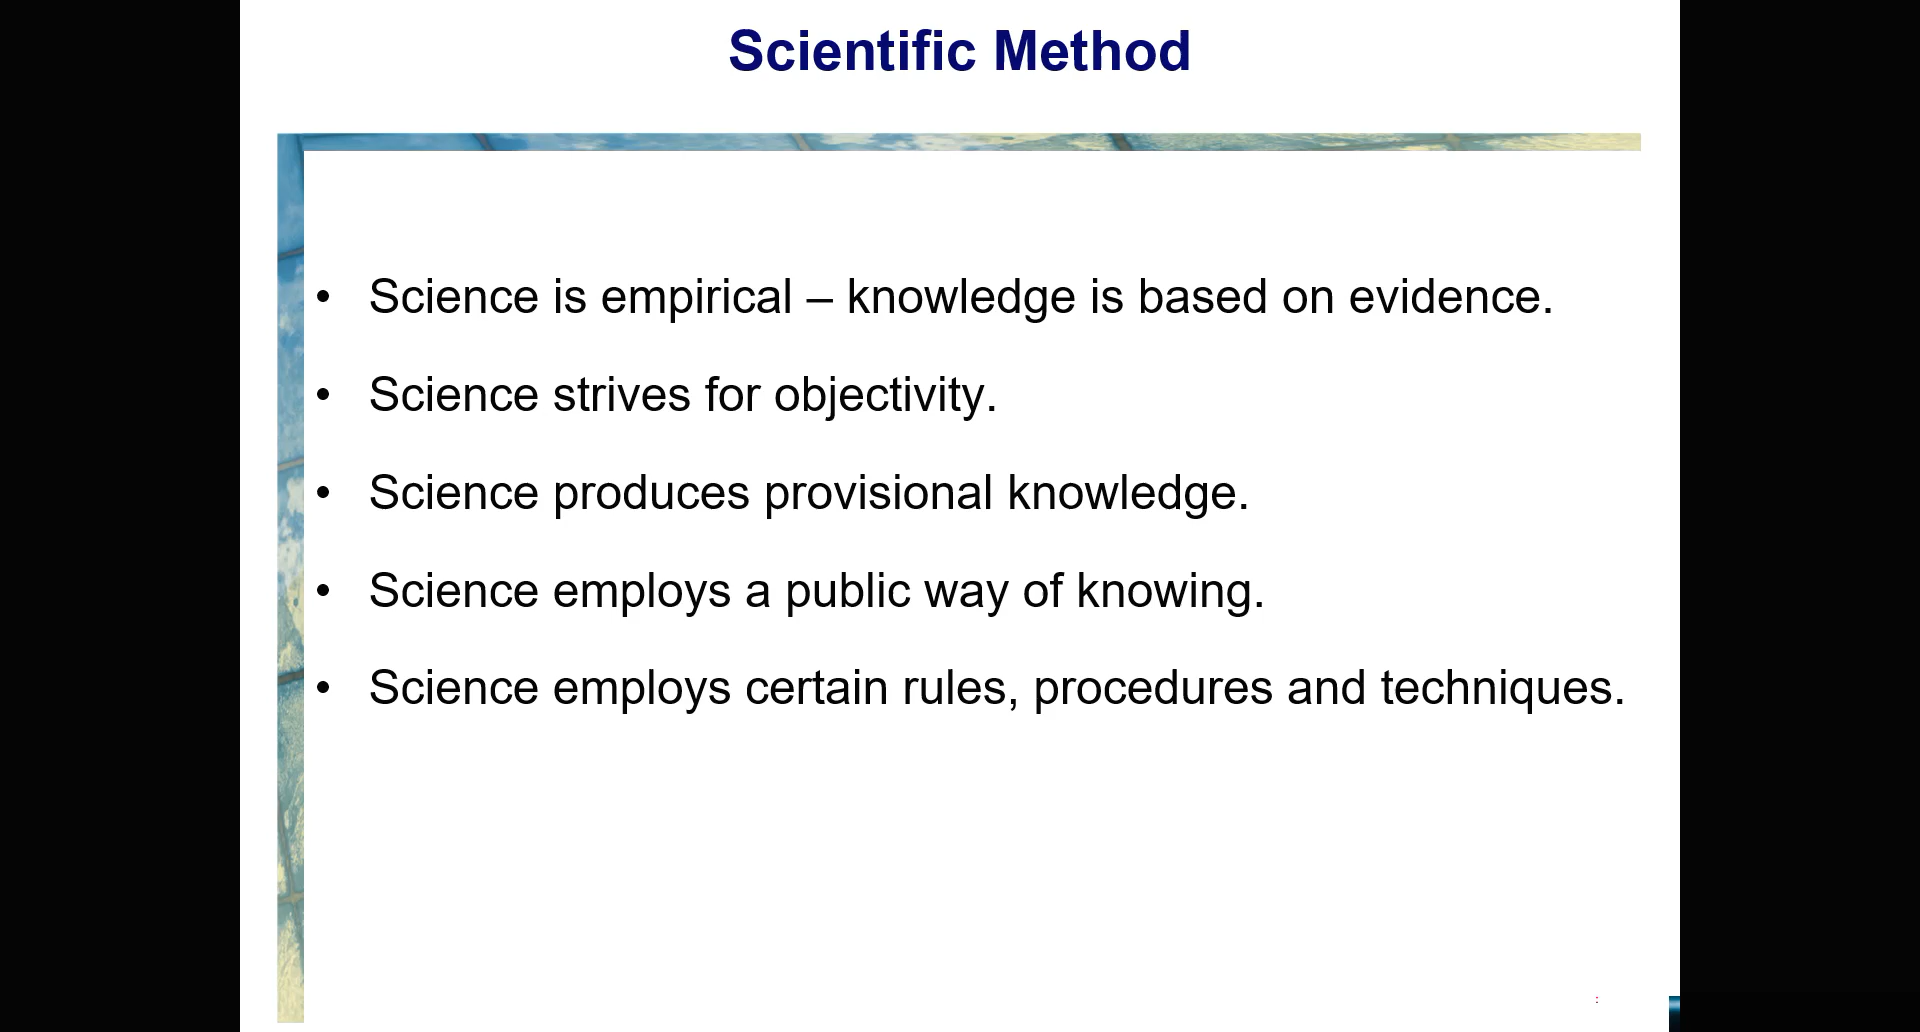 Scientific Method
• Science is empirical – knowledge is based on evidence.
• Science strives for objectivity.
• Science produces provisional knowledge.
• Science employs a public way of knowing.
• Science employs certain rules, procedures and techniques.
: